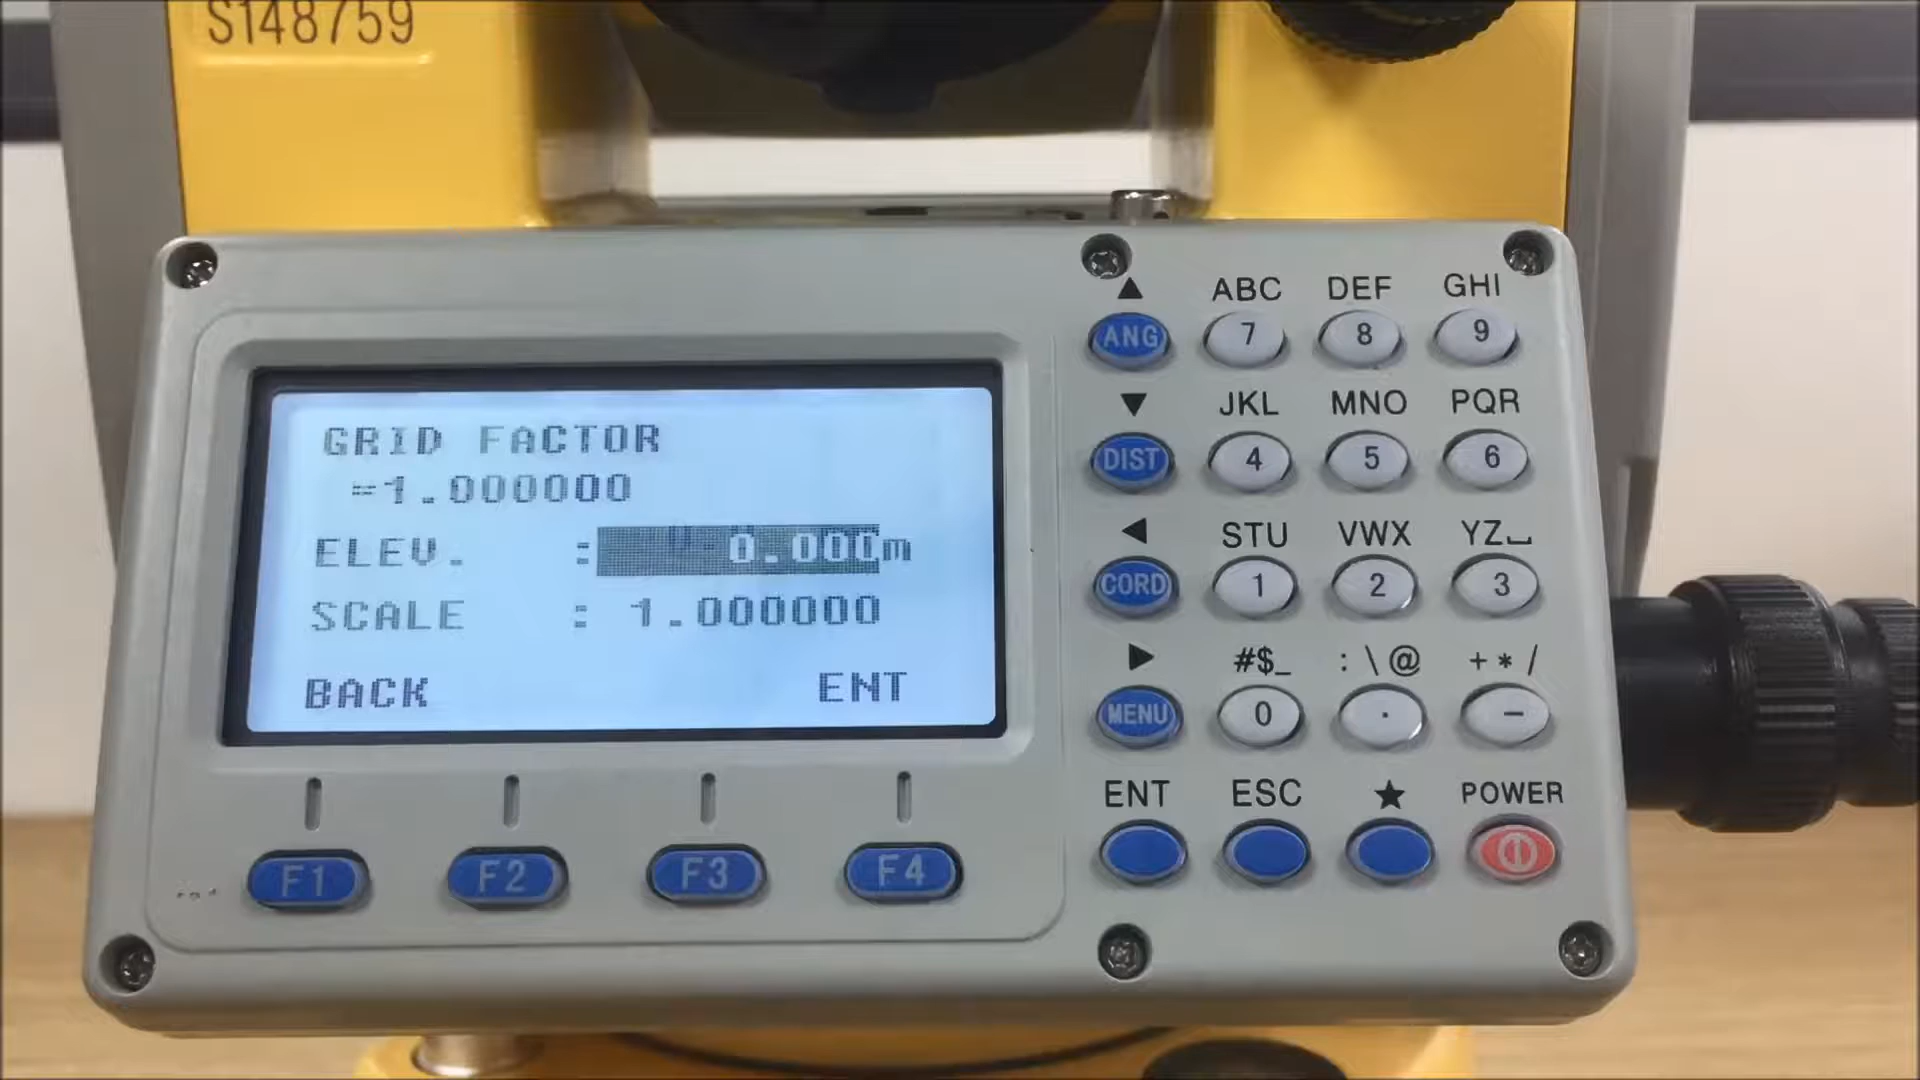 S148759
GRID FACTOR
=1.000000
ELEV. : 0.000m
SCALE : 1.000000
BACK ENT
F1 F2 F3 F4
▲ ABC DEF GHI
ANG 7 8 9
▼ JKL MNO PQR
DIST 4 5 6
◀ STU VWX YZ⌴
CORD 1 2 3
▶ #$_ :\@ +*/
MENU 0 . −
ENT ESC ★ POWER